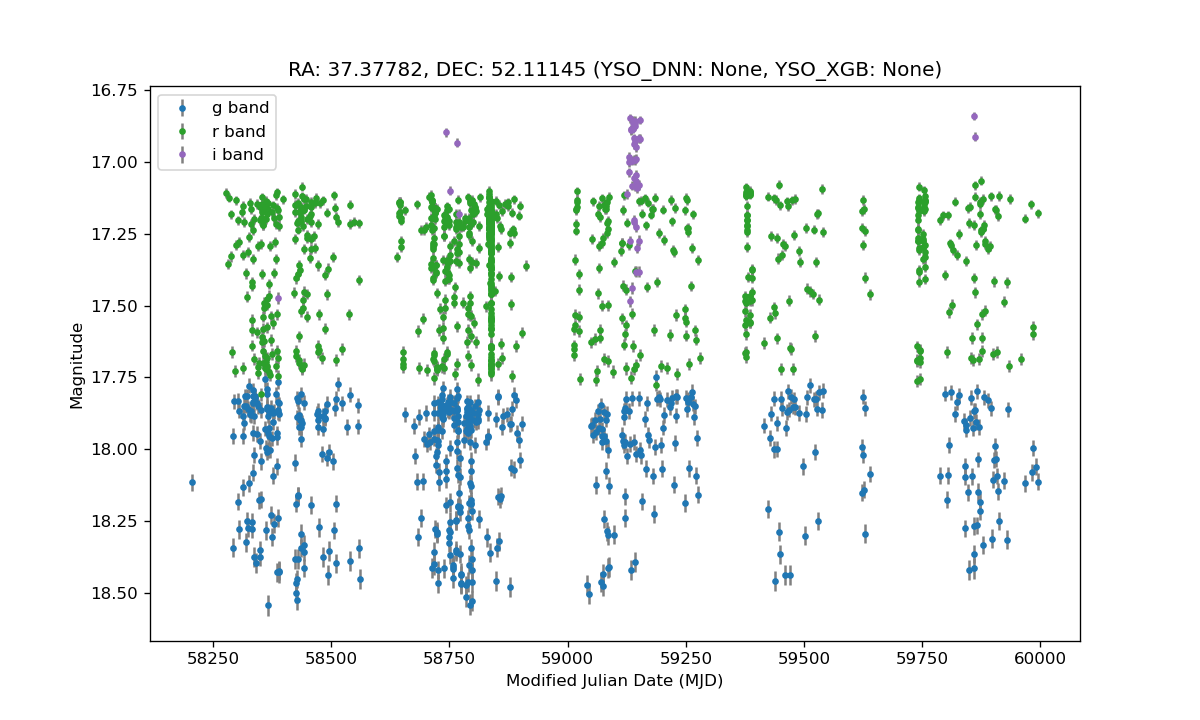 RA: 37.37782, DEC: 52.11145 (YSO_DNN: None, YSO_XGB: None)
g band
r band
i band
16.75
17.00
17.25
17.50
17.75
18.00
18.25
18.50
Magnitude
58250 58500 58750 59000 59250 59500 59750 60000
Modified Julian Date (MJD)